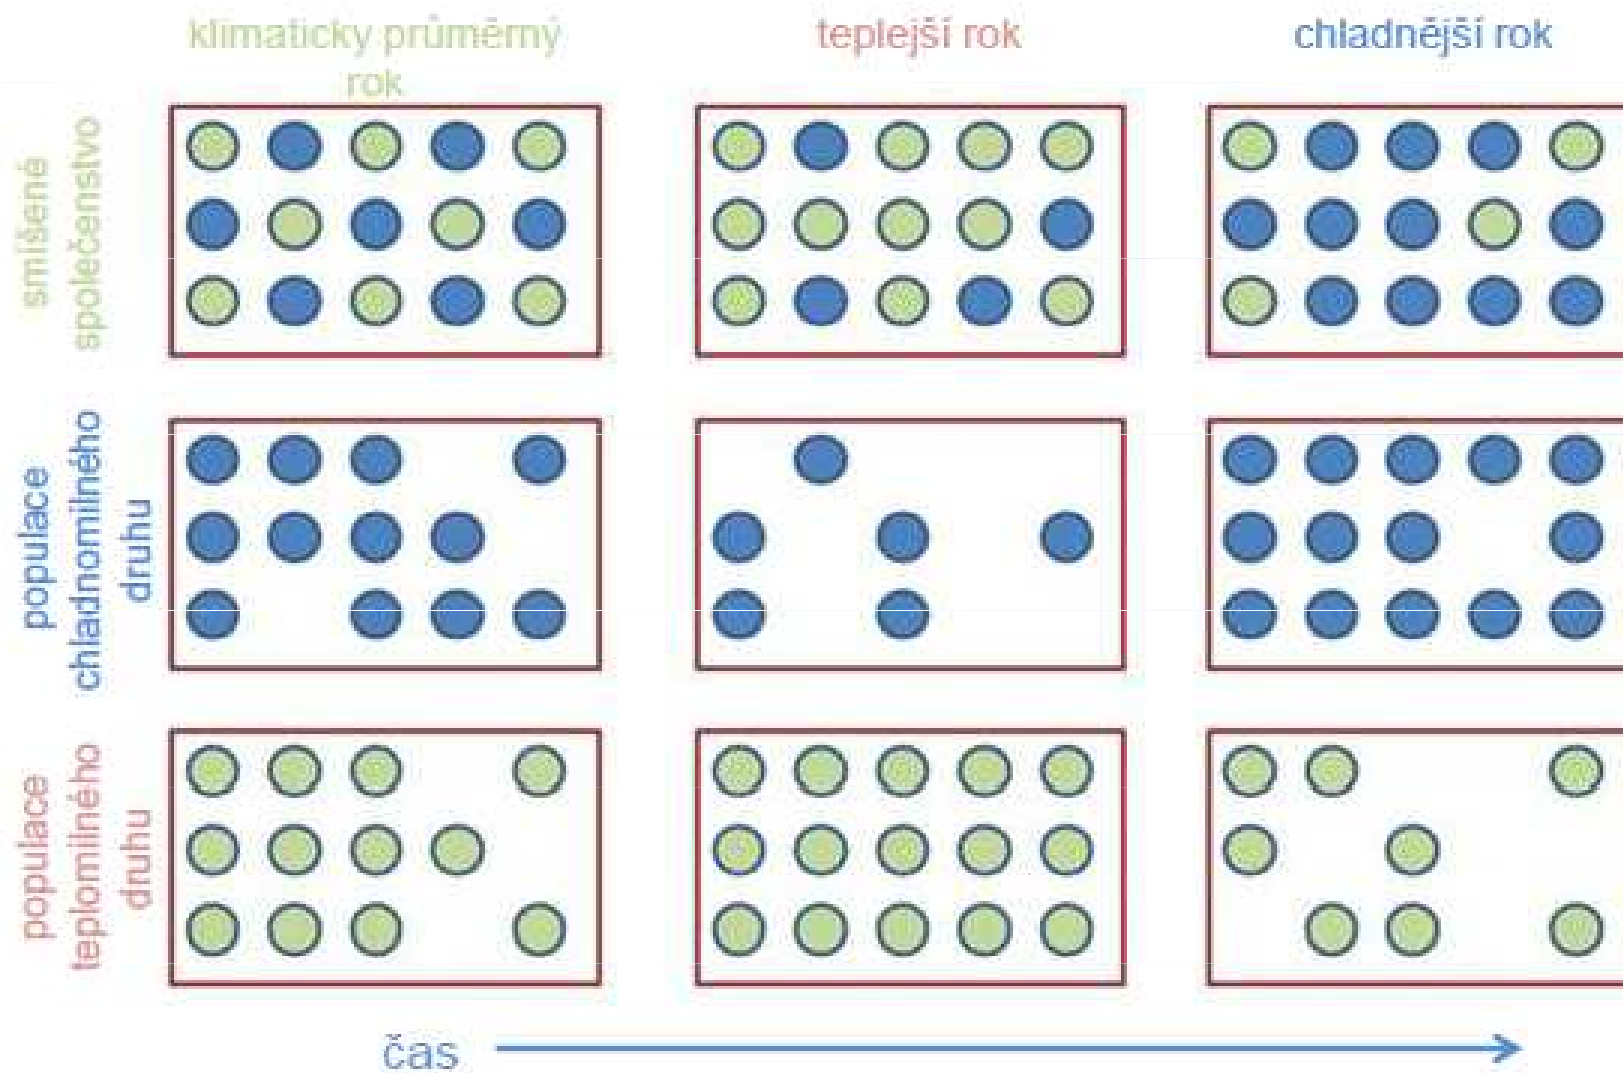 klimaticky průměrný
rok
teplejší rok
chladnější rok
smíšené
společenstvo
populace
chladnomilného
druhu
populace
teplomilného
druhu
čas